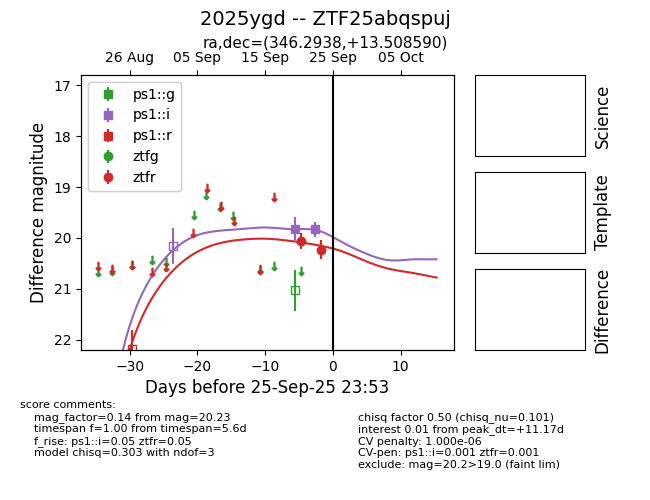 2025ygd -- ZTF25abqspuj
ra,dec=(346.2938,+13.508590)
26 Aug 05 Sep 15 Sep 25 Sep 05 Oct
ps1::g
ps1::i
ps1::r
ztfg
ztfr
17
18
19
20
21
22
Difference magnitude
−30 −20 −10 0 10
Days before 25-Sep-25 23:53
Science
Template
Difference
score comments:
mag_factor=0.14 from mag=20.23
timespan f=1.00 from timespan=5.6d
f_rise: ps1::i=0.05 ztfr=0.05
model chisq=0.303 with ndof=3
chisq factor 0.50 (chisq_nu=0.101)
interest 0.01 from peak_dt=+11.17d
CV penalty: 1.000e-06
CV-pen: ps1::i=0.001 ztfr=0.001
exclude: mag=20.2>19.0 (faint lim)